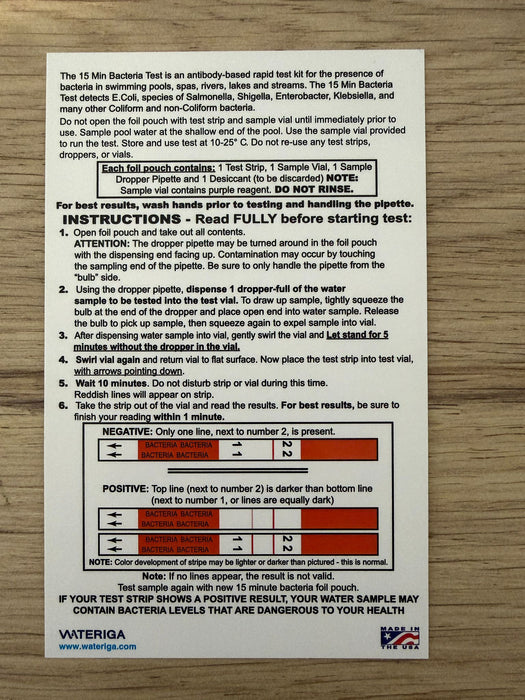 The 15 Min Bacteria Test is an antibody-based rapid test kit for the presence of
bacteria in swimming pools, spas, rivers, lakes and streams. The 15 Min Bacteria
Test detects E.Coli, species of Salmonella, Shigella, Enterobacter, Klebsiella, and
many other Coliform and non-Coliform bacteria.
Do not open the foil pouch with test strip and sample vial until immediately prior to
use. Sample pool water at the shallow end of the pool. Use the sample vial provided
to run the test. Store and use test at 10-25° C. Do not re-use any test strips,
droppers, or vials.
Each foil pouch contains: 1 Test Strip, 1 Sample Vial, 1 Sample
Dropper Pipette and 1 Desiccant (to be discarded) NOTE:
Sample vial contains purple reagent. DO NOT RINSE.
For best results, wash hands prior to testing and handling the pipette.
INSTRUCTIONS - Read FULLY before starting test:
1. Open foil pouch and take out all contents.
ATTENTION: The dropper pipette may be turned around in the foil pouch
with the dispensing end facing up. Contamination may occur by touching
the sampling end of the pipette. Be sure to only handle the pipette from the
"bulb" side.
2. Using the dropper pipette, dispense 1 dropper-full of the water
sample to be tested into the test vial. To draw up sample, tightly squeeze the
bulb at the end of the dropper and place open end into water sample. Release
the bulb to pick up sample, then squeeze again to expel sample into vial.
3. After dispensing water sample into vial, gently swirl the vial and Let stand for 5
minutes without the dropper in the vial.
4. Swirl vial again and return vial to flat surface. Now place the test strip into test vial,
with arrows pointing down.
5. Wait 10 minutes. Do not disturb strip or vial during this time.
Reddish lines will appear on strip.
6. Take the strip out of the vial and read the results. For best results, be sure to
finish your reading within 1 minute.
NEGATIVE: Only one line, next to number 2, is present.
BACTERIA BACTERIA 1 2
BACTERIA BACTERIA 1 2
POSITIVE: Top line (next to number 2) is darker than bottom line
(next to number 1, or lines are equally dark)
BACTERIA BACTERIA
BACTERIA BACTERIA
BACTERIA BACTERIA 1 2
BACTERIA BACTERIA 1 2
NOTE: Color development of stripe may be lighter or darker than pictured - this is normal.
Note: If no lines appear, the result is not valid.
Test sample again with new 15 minute bacteria foil pouch.
IF YOUR TEST STRIP SHOWS A POSITIVE RESULT, YOUR WATER SAMPLE MAY
CONTAIN BACTERIA LEVELS THAT ARE DANGEROUS TO YOUR HEALTH
WATERIGA
www.wateriga.com
MADE IN
THE USA